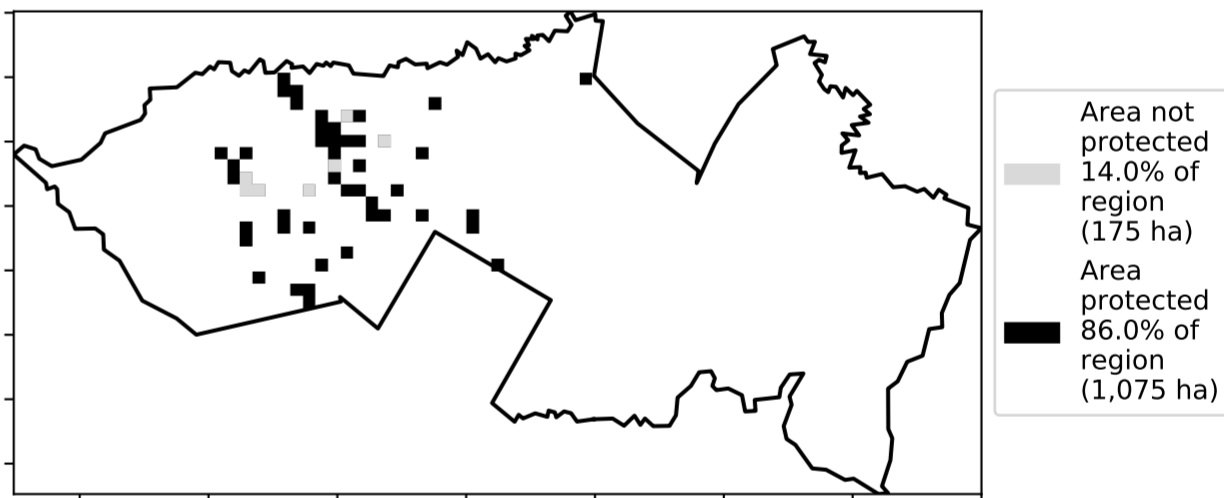 Area not
protected
14.0% of
region
(175 ha)
Area
protected
86.0% of
region
(1,075 ha)